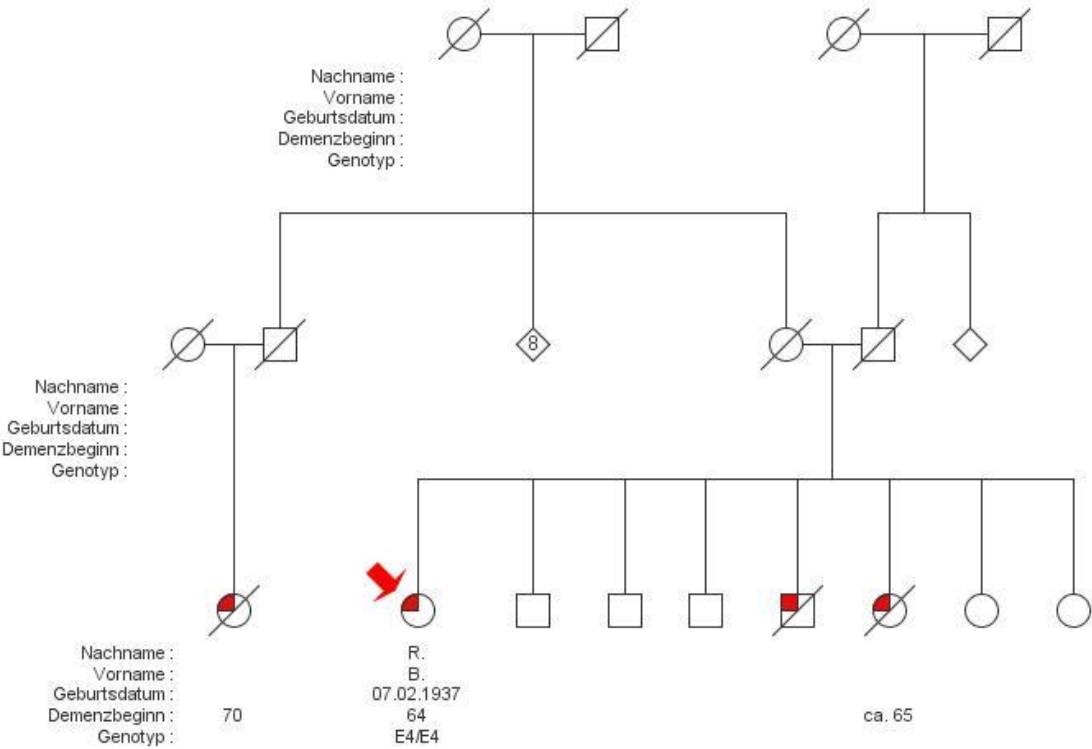 Nachname :
Vorname :
Geburtsdatum :
Demenzbeginn :
Genotyp :
8
Nachname :
Vorname :
Geburtsdatum :
Demenzbeginn :
Genotyp :
Nachname : R.
Vorname : B.
Geburtsdatum : 07.02.1937
Demenzbeginn : 70 64 ca. 65
Genotyp : E4/E4